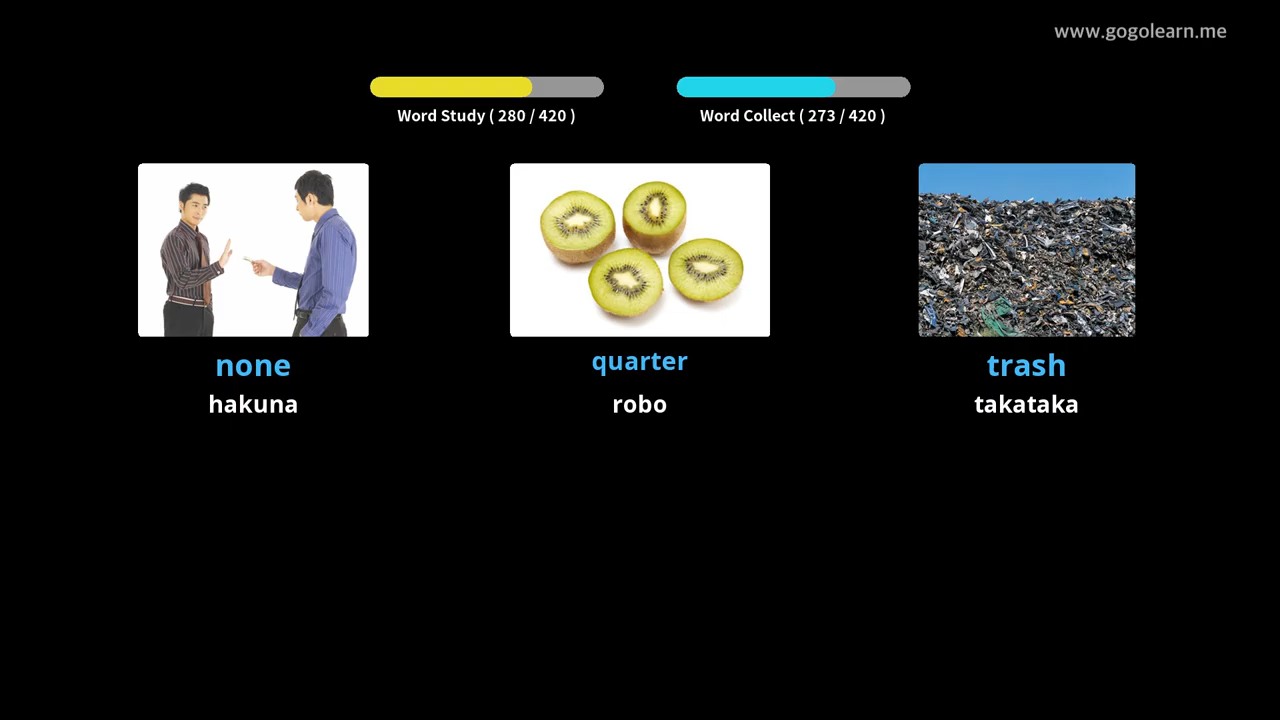 www.gogolearn.me
Word Study ( 280 / 420 )
Word Collect ( 273 / 420 )
none
hakuna
quarter
robo
trash
takataka